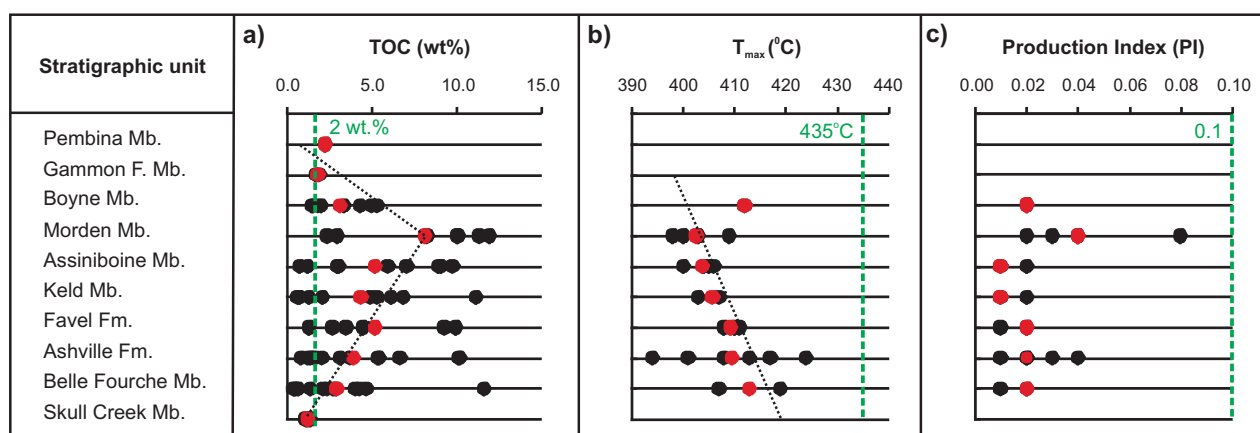 Stratigraphic unit
Pembina Mb.
Gammon F. Mb.
Boyne Mb.
Morden Mb.
Assiniboine Mb.
Keld Mb.
Favel Fm.
Ashville Fm.
Belle Fourche Mb.
Skull Creek Mb.
a)
TOC (wt%)
0.0 5.0 10.0 15.0
2 wt.%
b)
Tmax (⁰C)
390 400 410 420 430 440
435°C
c)
Production Index (PI)
0.00 0.02 0.04 0.06 0.08 0.10
0.1